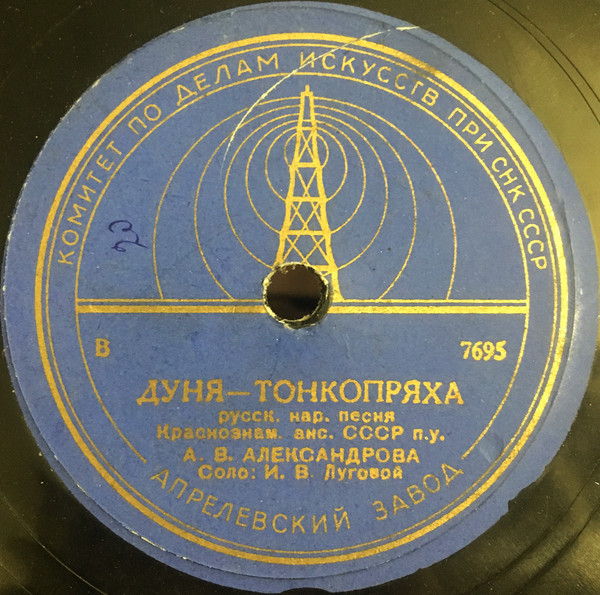 КОМИТЕТ ПО ДЕЛАМ ИСКУССТВ ПРИ СНК СССР
23
В 7695
ДУНЯ—ТОНКОПРЯХА
русск. нар. песня
Краснознам. анс. СССР п.у.
А. В. АЛЕКСАНДРОВА
Соло: И. В. Луговой
АПРЕЛЕВСКИЙ ЗАВОД